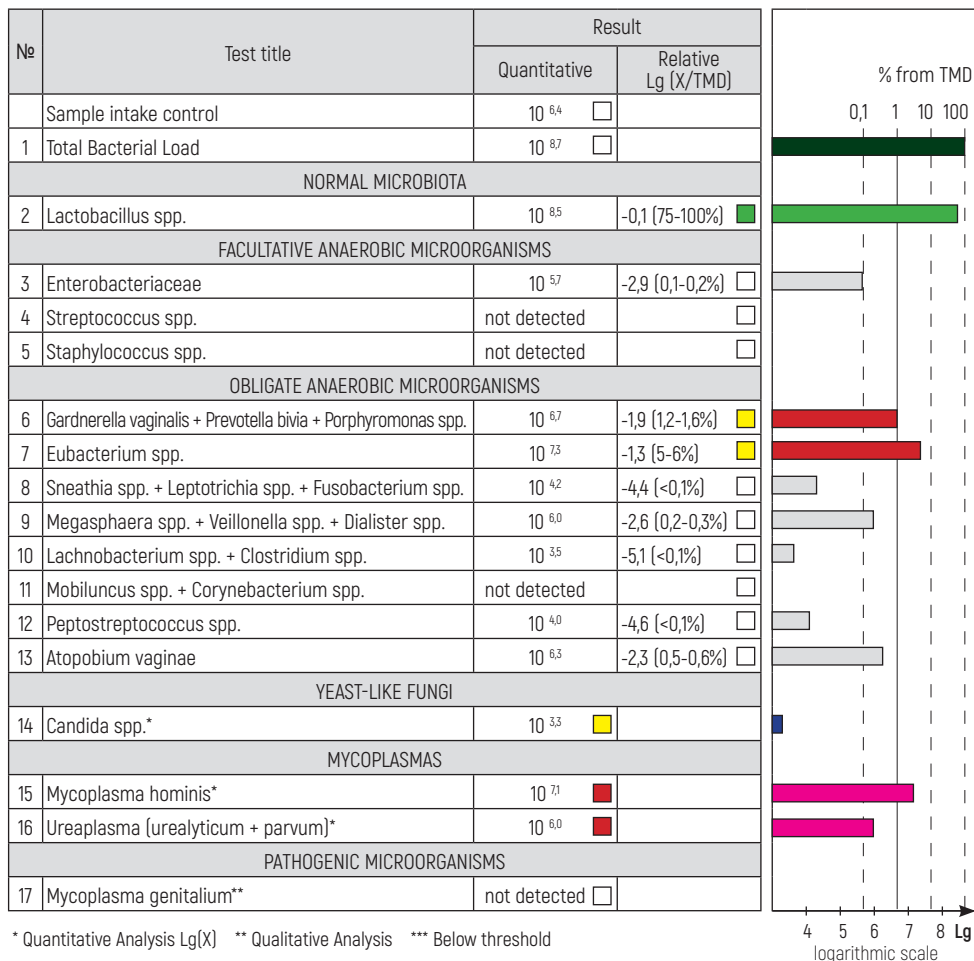 № Test title Result
Quantitative Relative Lg (X/TMD)
% from TMD
0,1 1 10 100
Sample intake control 10 6,4
1 Total Bacterial Load 10 8,7
NORMAL MICROBIOTA
2 Lactobacillus spp. 10 8,5 -0,1 (75-100%)
FACULTATIVE ANAEROBIC MICROORGANISMS
3 Enterobacteriaceae 10 5,7 -2,9 (0,1-0,2%)
4 Streptococcus spp. not detected
5 Staphylococcus spp. not detected
OBLIGATE ANAEROBIC MICROORGANISMS
6 Gardnerella vaginalis + Prevotella bivia + Porphyromonas spp. 10 6,7 -1,9 (1,2-1,6%)
7 Eubacterium spp. 10 7,3 -1,3 (5-6%)
8 Sneathia spp. + Leptotrichia spp. + Fusobacterium spp. 10 4,2 -4,4 (<0,1%)
9 Megasphaera spp. + Veillonella spp. + Dialister spp. 10 6,0 -2,6 (0,2-0,3%)
10 Lachnobacterium spp. + Clostridium spp. 10 3,5 -5,1 (<0,1%)
11 Mobiluncus spp. + Corynebacterium spp. not detected
12 Peptostreptococcus spp. 10 4,0 -4,6 (<0,1%)
13 Atopobium vaginae 10 6,3 -2,3 (0,5-0,6%)
YEAST-LIKE FUNGI
14 Candida spp.* 10 3,3
MYCOPLASMAS
15 Mycoplasma hominis* 10 7,1
16 Ureaplasma (urealyticum + parvum)* 10 6,0
PATHOGENIC MICROORGANISMS
17 Mycoplasma genitalium** not detected
4 5 6 7 8 Lg
logarithmic scale
* Quantitative Analysis Lg(X) ** Qualitative Analysis *** Below threshold